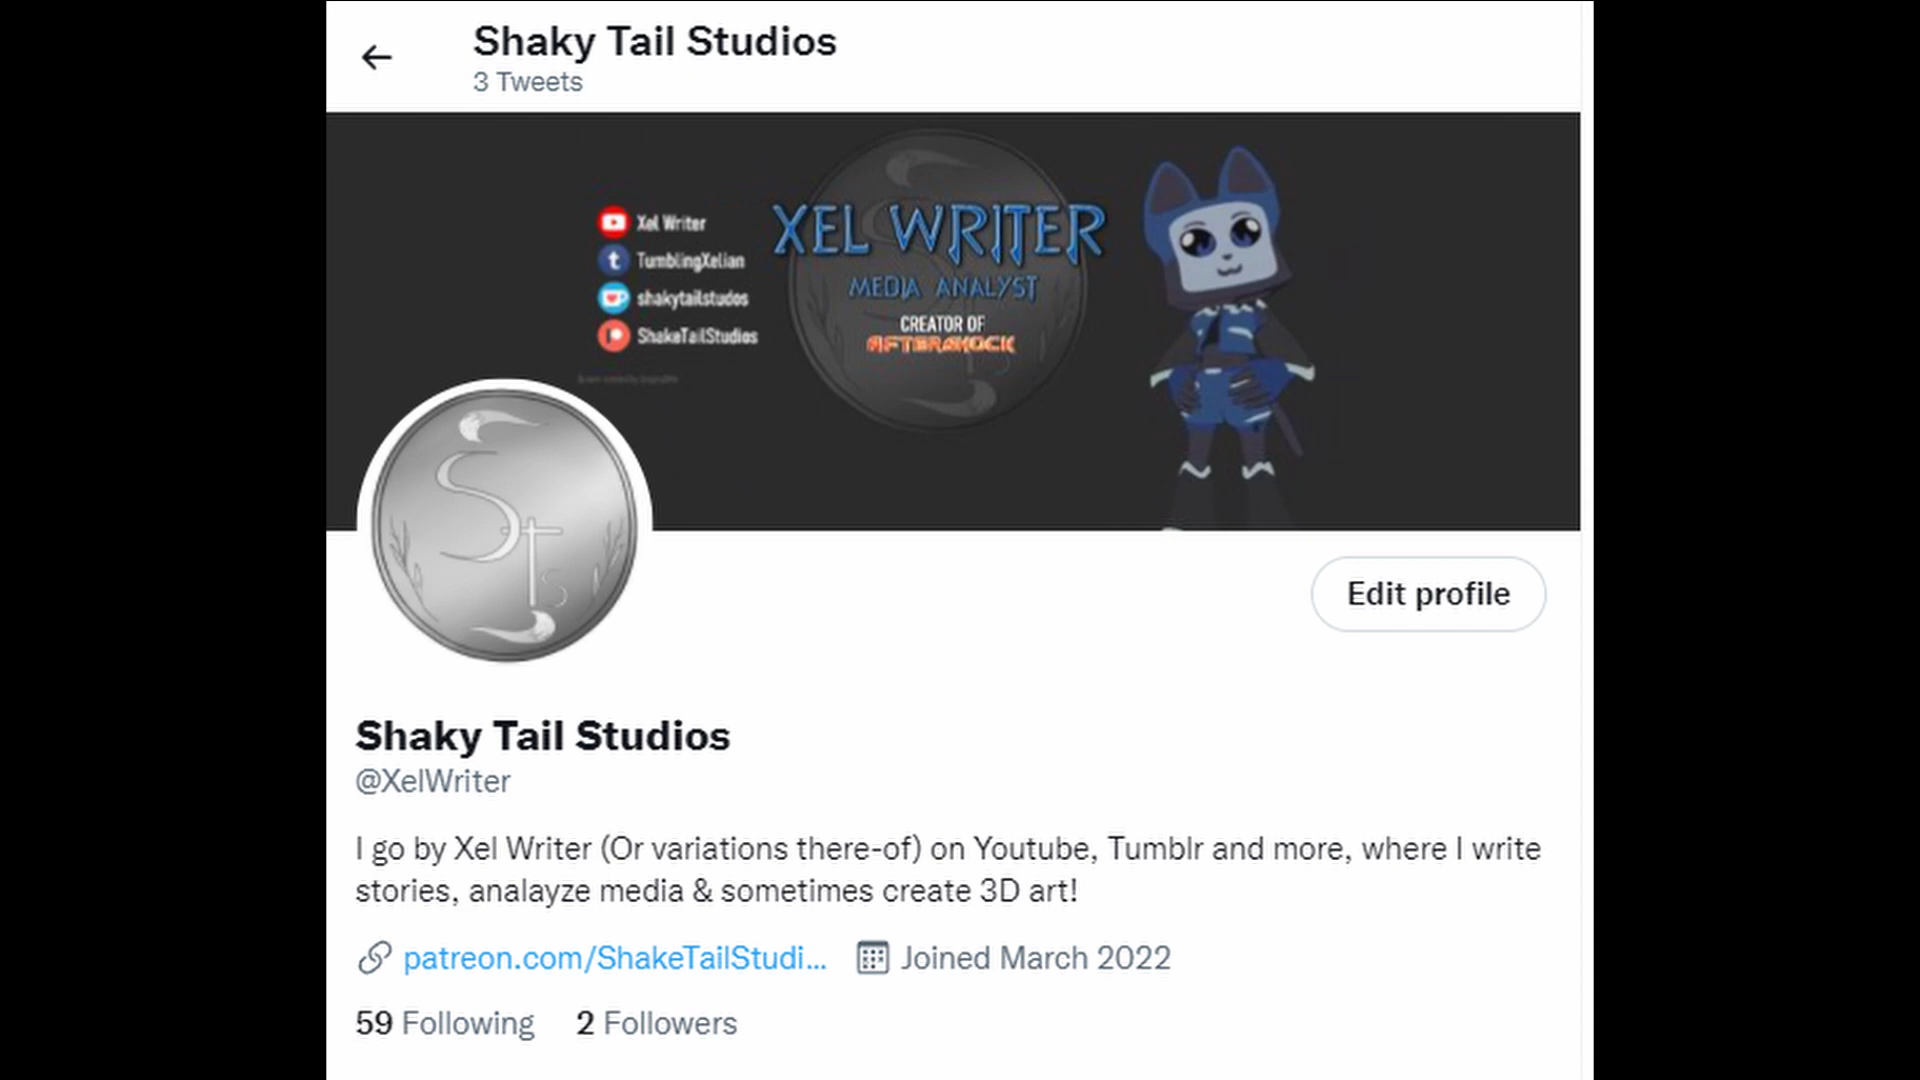 Shaky Tail Studios
3 Tweets
Xel Writer
TumblingXelian
shakytailstudos
ShakeTailStudios
XEL WRITER
MEDIA ANALYST
CREATOR OF
AFTERSHOCK
STS
Edit profile
Shaky Tail Studios
@XelWriter
I go by Xel Writer (Or variations there-of) on Youtube, Tumblr and more, where I write
stories, analayze media & sometimes create 3D art!
patreon.com/ShakeTailStudi...
Joined March 2022
59 Following 2 Followers